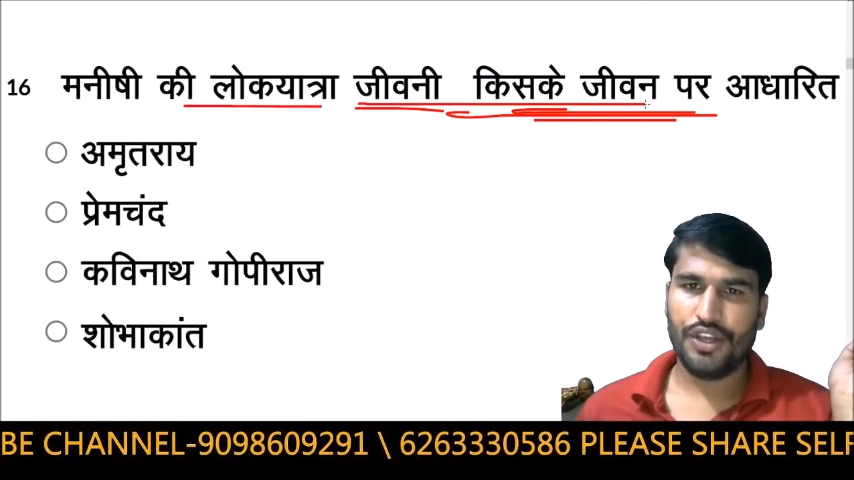 16 मनीषी की लोकयात्रा जीवनी किसके जीवन पर आधारित
अमृतराय
प्रेमचंद
कविनाथ गोपीराज
शोभाकांत
BE CHANNEL-9098609291 \ 6263330586 PLEASE SHARE SELF